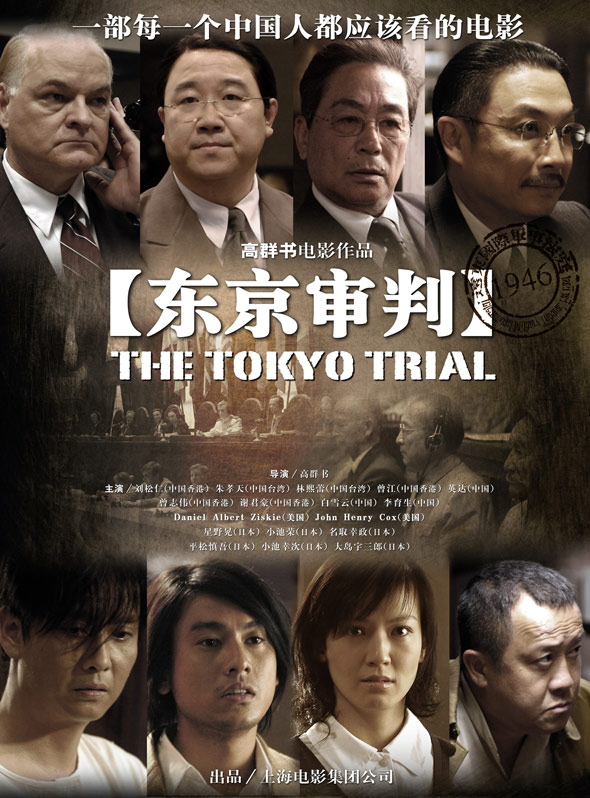 一部每一个中国人都应该看的电影
高群书电影作品
【东京审判】
1946
THE TOKYO TRIAL
导演／高群书
主演／刘松仁(中国香港) 朱孝天(中国台湾) 林熙蕾(中国台湾) 曾江(中国香港) 英达(中国)
曾志伟(中国香港) 谢君豪(中国香港) 白雪云(中国) 李育生(中国)
Daniel Albert Ziskie(美国) John Henry Cox(美国)
星野晃(日本) 小池荣(日本) 名取幸政(日本)
平松慎吾(日本) 小池幸次(日本) 大岛宇三郎(日本)
出品／上海电影集团公司